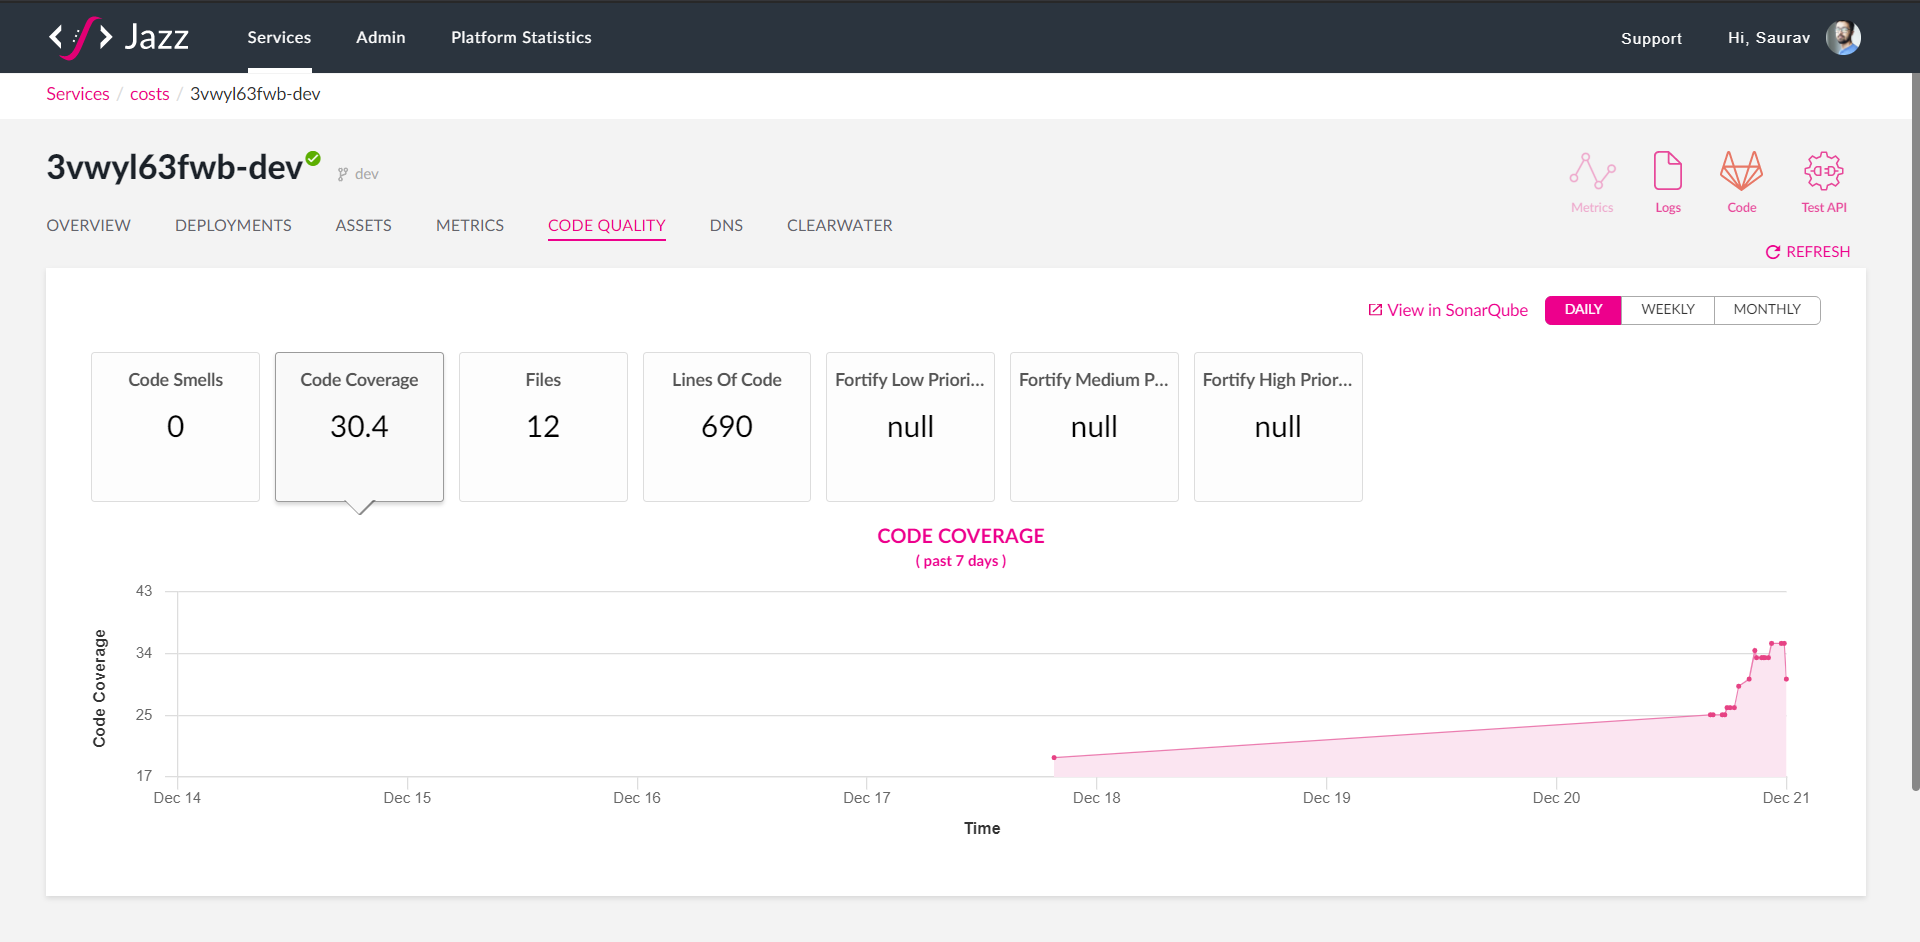 Jazz
Services
Admin
Platform Statistics
Support
Hi, Saurav
Services / costs / 3vwyl63fwb-dev
3vwyl63fwb-dev
dev
Metrics
Logs
Code
Test API
OVERVIEW
DEPLOYMENTS
ASSETS
METRICS
CODE QUALITY
DNS
CLEARWATER
REFRESH
View in SonarQube
DAILY
WEEKLY
MONTHLY
Code Smells
0
Code Coverage
30.4
Files
12
Lines Of Code
690
Fortify Low Priori...
null
Fortify Medium P...
null
Fortify High Prior...
null
CODE COVERAGE
( past 7 days )
Code Coverage
43
34
25
17
Dec 14
Dec 15
Dec 16
Dec 17
Dec 18
Dec 19
Dec 20
Dec 21
Time